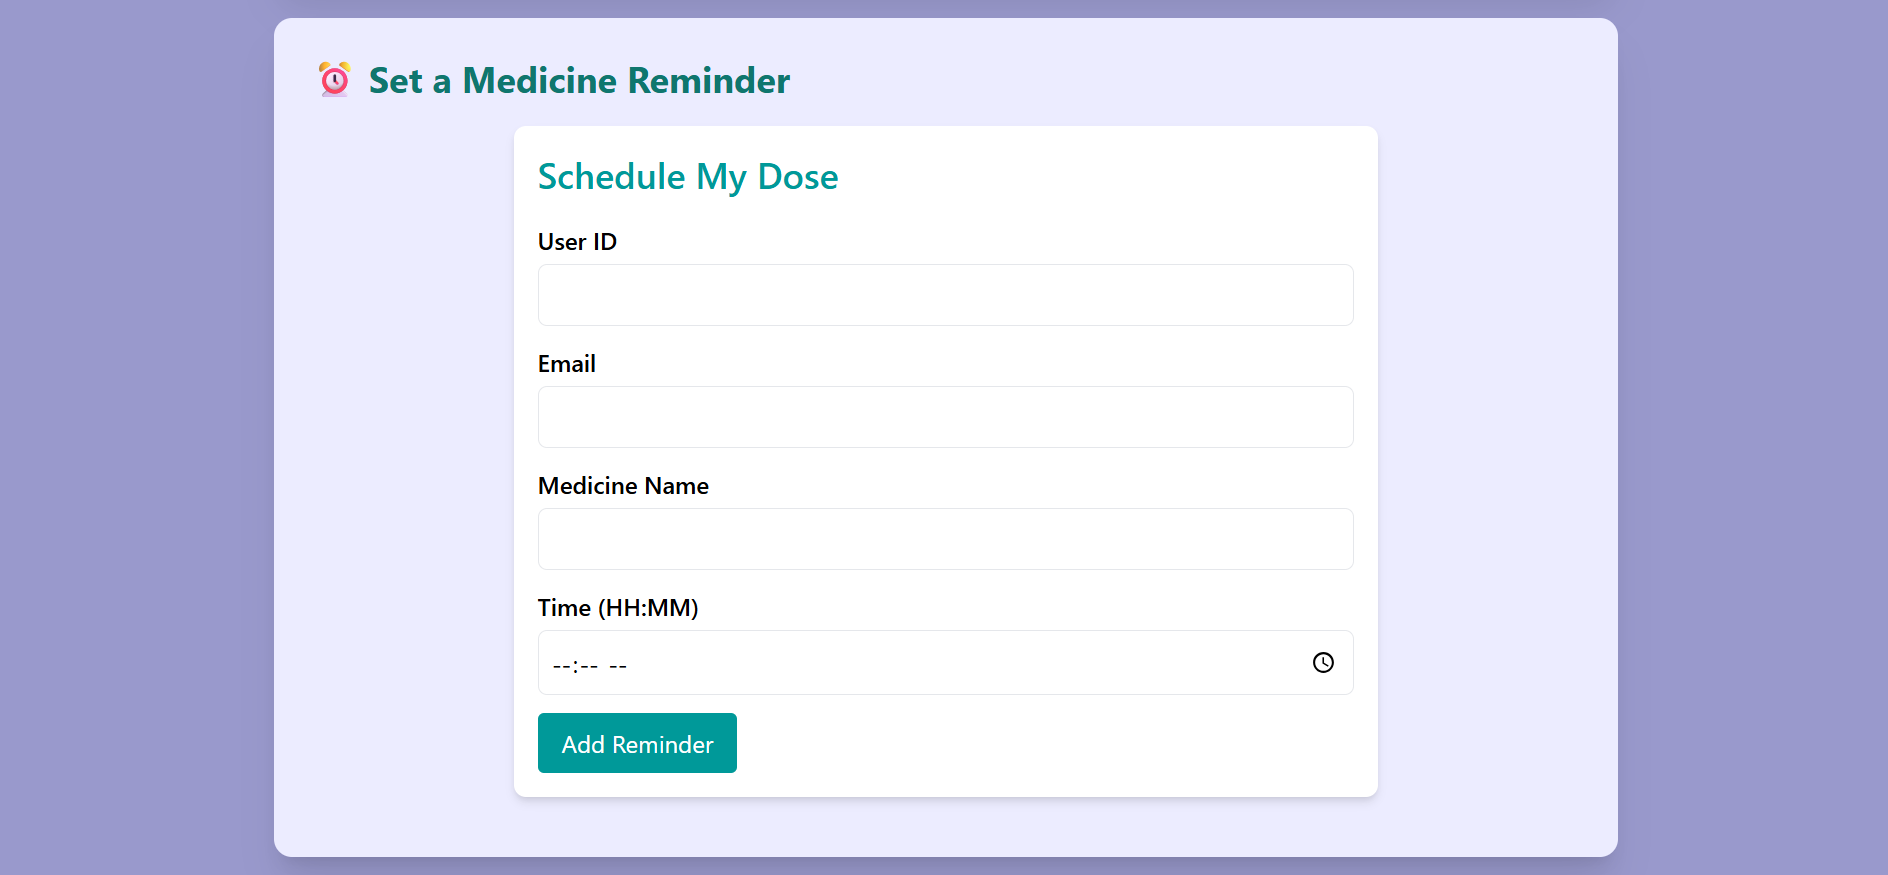 ⏰ Set a Medicine Reminder
Schedule My Dose
User ID
Email
Medicine Name
Time (HH:MM)
--:-- --
Add Reminder